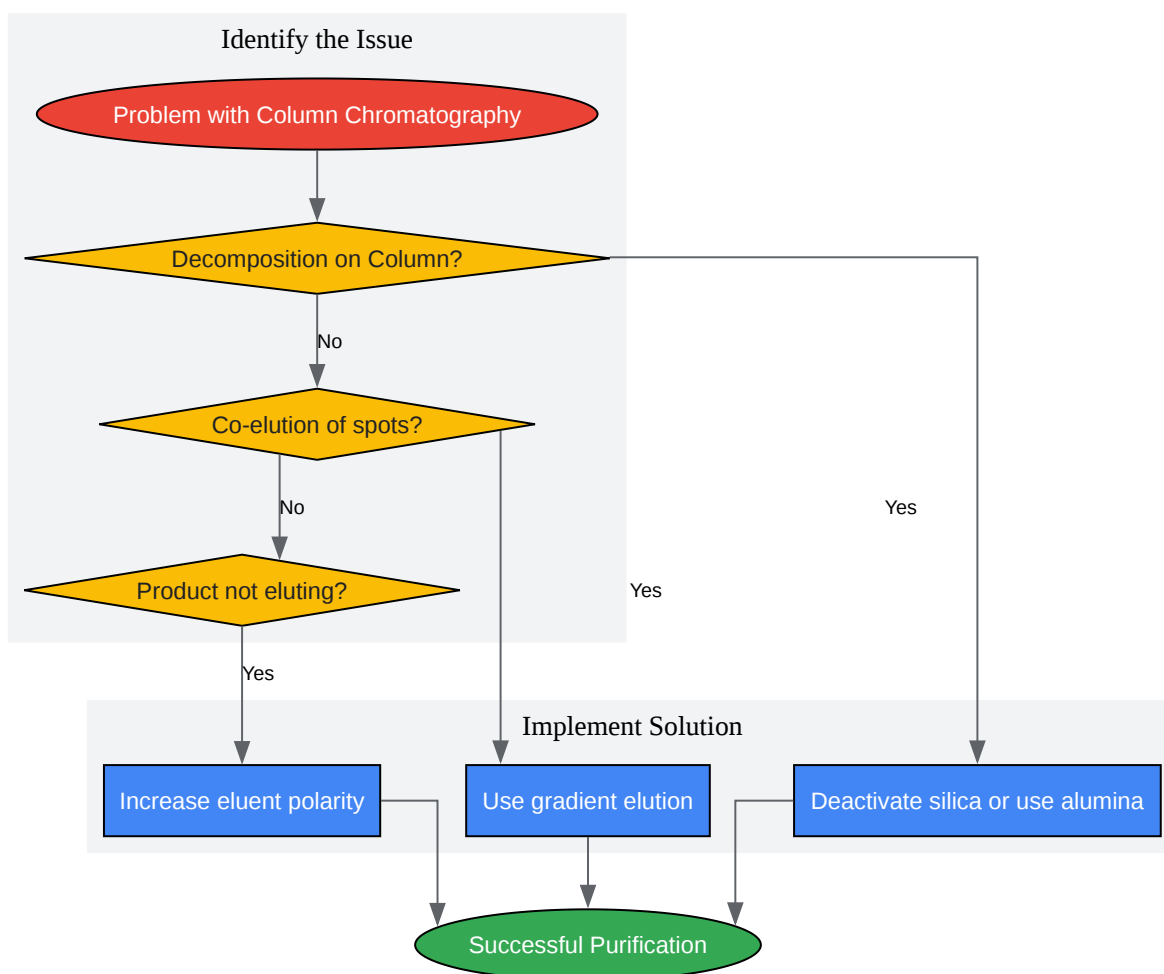 Identify the Issue
Problem with Column Chromatography
Decomposition on Column?
No
Co-elution of spots?
No
Yes
Product not eluting?
Yes
Yes
Implement Solution
Increase eluent polarity
Use gradient elution
Deactivate silica or use alumina
Successful Purification